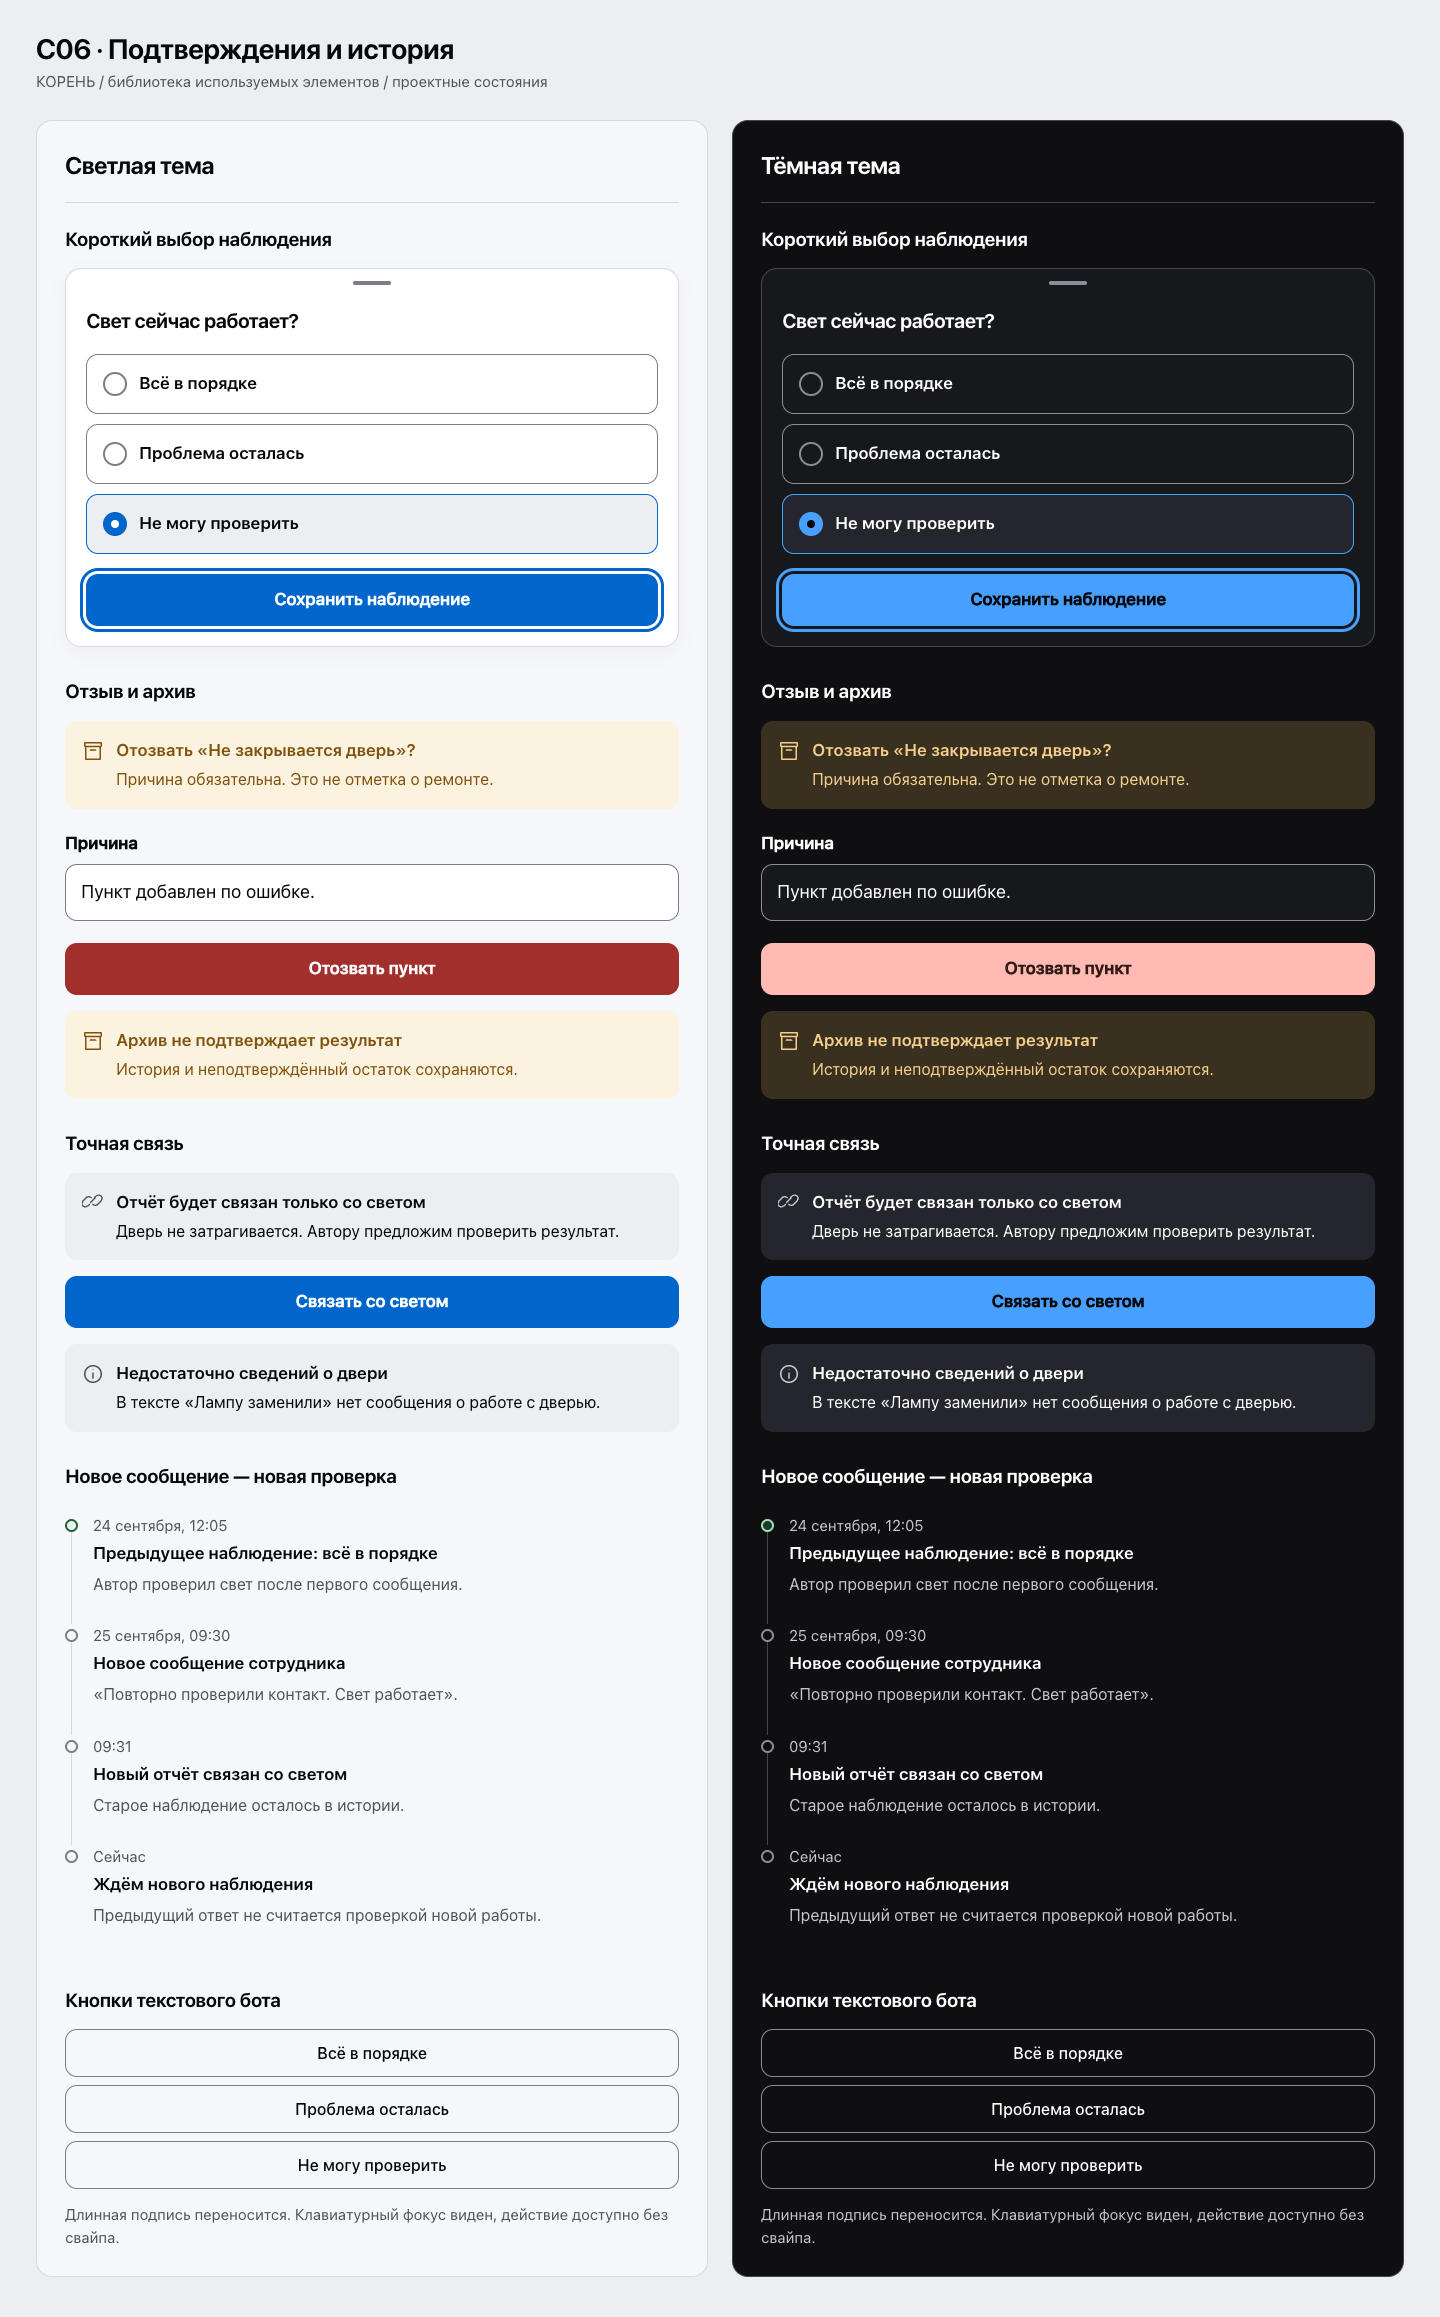 C06 · Подтверждения и история
КОРЕНЬ / библиотека используемых элементов / проектные состояния
Светлая тема
Короткий выбор наблюдения
Свет сейчас работает?
Всё в порядке
Проблема осталась
Не могу проверить
Сохранить наблюдение
Отзыв и архив
Отозвать «Не закрывается дверь»?
Причина обязательна. Это не отметка о ремонте.
Причина
Пункт добавлен по ошибке.
Отозвать пункт
Архив не подтверждает результат
История и неподтверждённый остаток сохраняются.
Точная связь
Отчёт будет связан только со светом
Дверь не затрагивается. Автору предложим проверить результат.
Связать со светом
Недостаточно сведений о двери
В тексте «Лампу заменили» нет сообщения о работе с дверью.
Новое сообщение — новая проверка
24 сентября, 12:05
Предыдущее наблюдение: всё в порядке
Автор проверил свет после первого сообщения.
25 сентября, 09:30
Новое сообщение сотрудника
«Повторно проверили контакт. Свет работает».
09:31
Новый отчёт связан со светом
Старое наблюдение осталось в истории.
Сейчас
Ждём нового наблюдения
Предыдущий ответ не считается проверкой новой работы.
Кнопки текстового бота
Всё в порядке
Проблема осталась
Не могу проверить
Длинная подпись переносится. Клавиатурный фокус виден, действие доступно без
свайпа.
Тёмная тема
Короткий выбор наблюдения
Свет сейчас работает?
Всё в порядке
Проблема осталась
Не могу проверить
Сохранить наблюдение
Отзыв и архив
Отозвать «Не закрывается дверь»?
Причина обязательна. Это не отметка о ремонте.
Причина
Пункт добавлен по ошибке.
Отозвать пункт
Архив не подтверждает результат
История и неподтверждённый остаток сохраняются.
Точная связь
Отчёт будет связан только со светом
Дверь не затрагивается. Автору предложим проверить результат.
Связать со светом
Недостаточно сведений о двери
В тексте «Лампу заменили» нет сообщения о работе с дверью.
Новое сообщение — новая проверка
24 сентября, 12:05
Предыдущее наблюдение: всё в порядке
Автор проверил свет после первого сообщения.
25 сентября, 09:30
Новое сообщение сотрудника
«Повторно проверили контакт. Свет работает».
09:31
Новый отчёт связан со светом
Старое наблюдение осталось в истории.
Сейчас
Ждём нового наблюдения
Предыдущий ответ не считается проверкой новой работы.
Кнопки текстового бота
Всё в порядке
Проблема осталась
Не могу проверить
Длинная подпись переносится. Клавиатурный фокус виден, действие доступно без
свайпа.